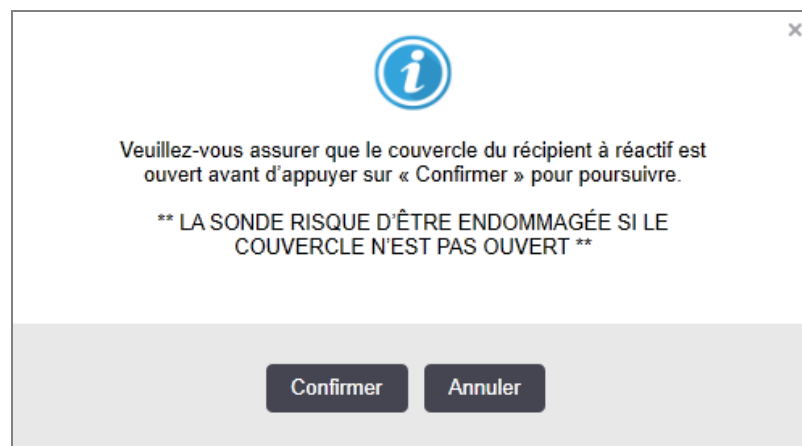 Veuillez-vous assurer que le couvercle du récipient à réactif est
ouvert avant d’appuyer sur « Confirmer » pour poursuivre.
** LA SONDE RISQUE D’ÊTRE ENDOMMAGÉE SI LE
COUVERCLE N’EST PAS OUVERT **
Confirmer
Annuler